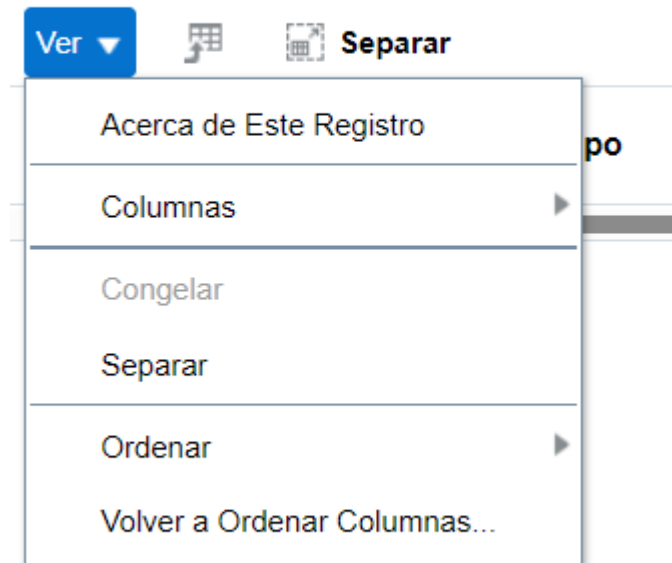 Ver
Separar
Acerca de Este Registro
po
Columnas
Congelar
Separar
Ordenar
Volver a Ordenar Columnas...